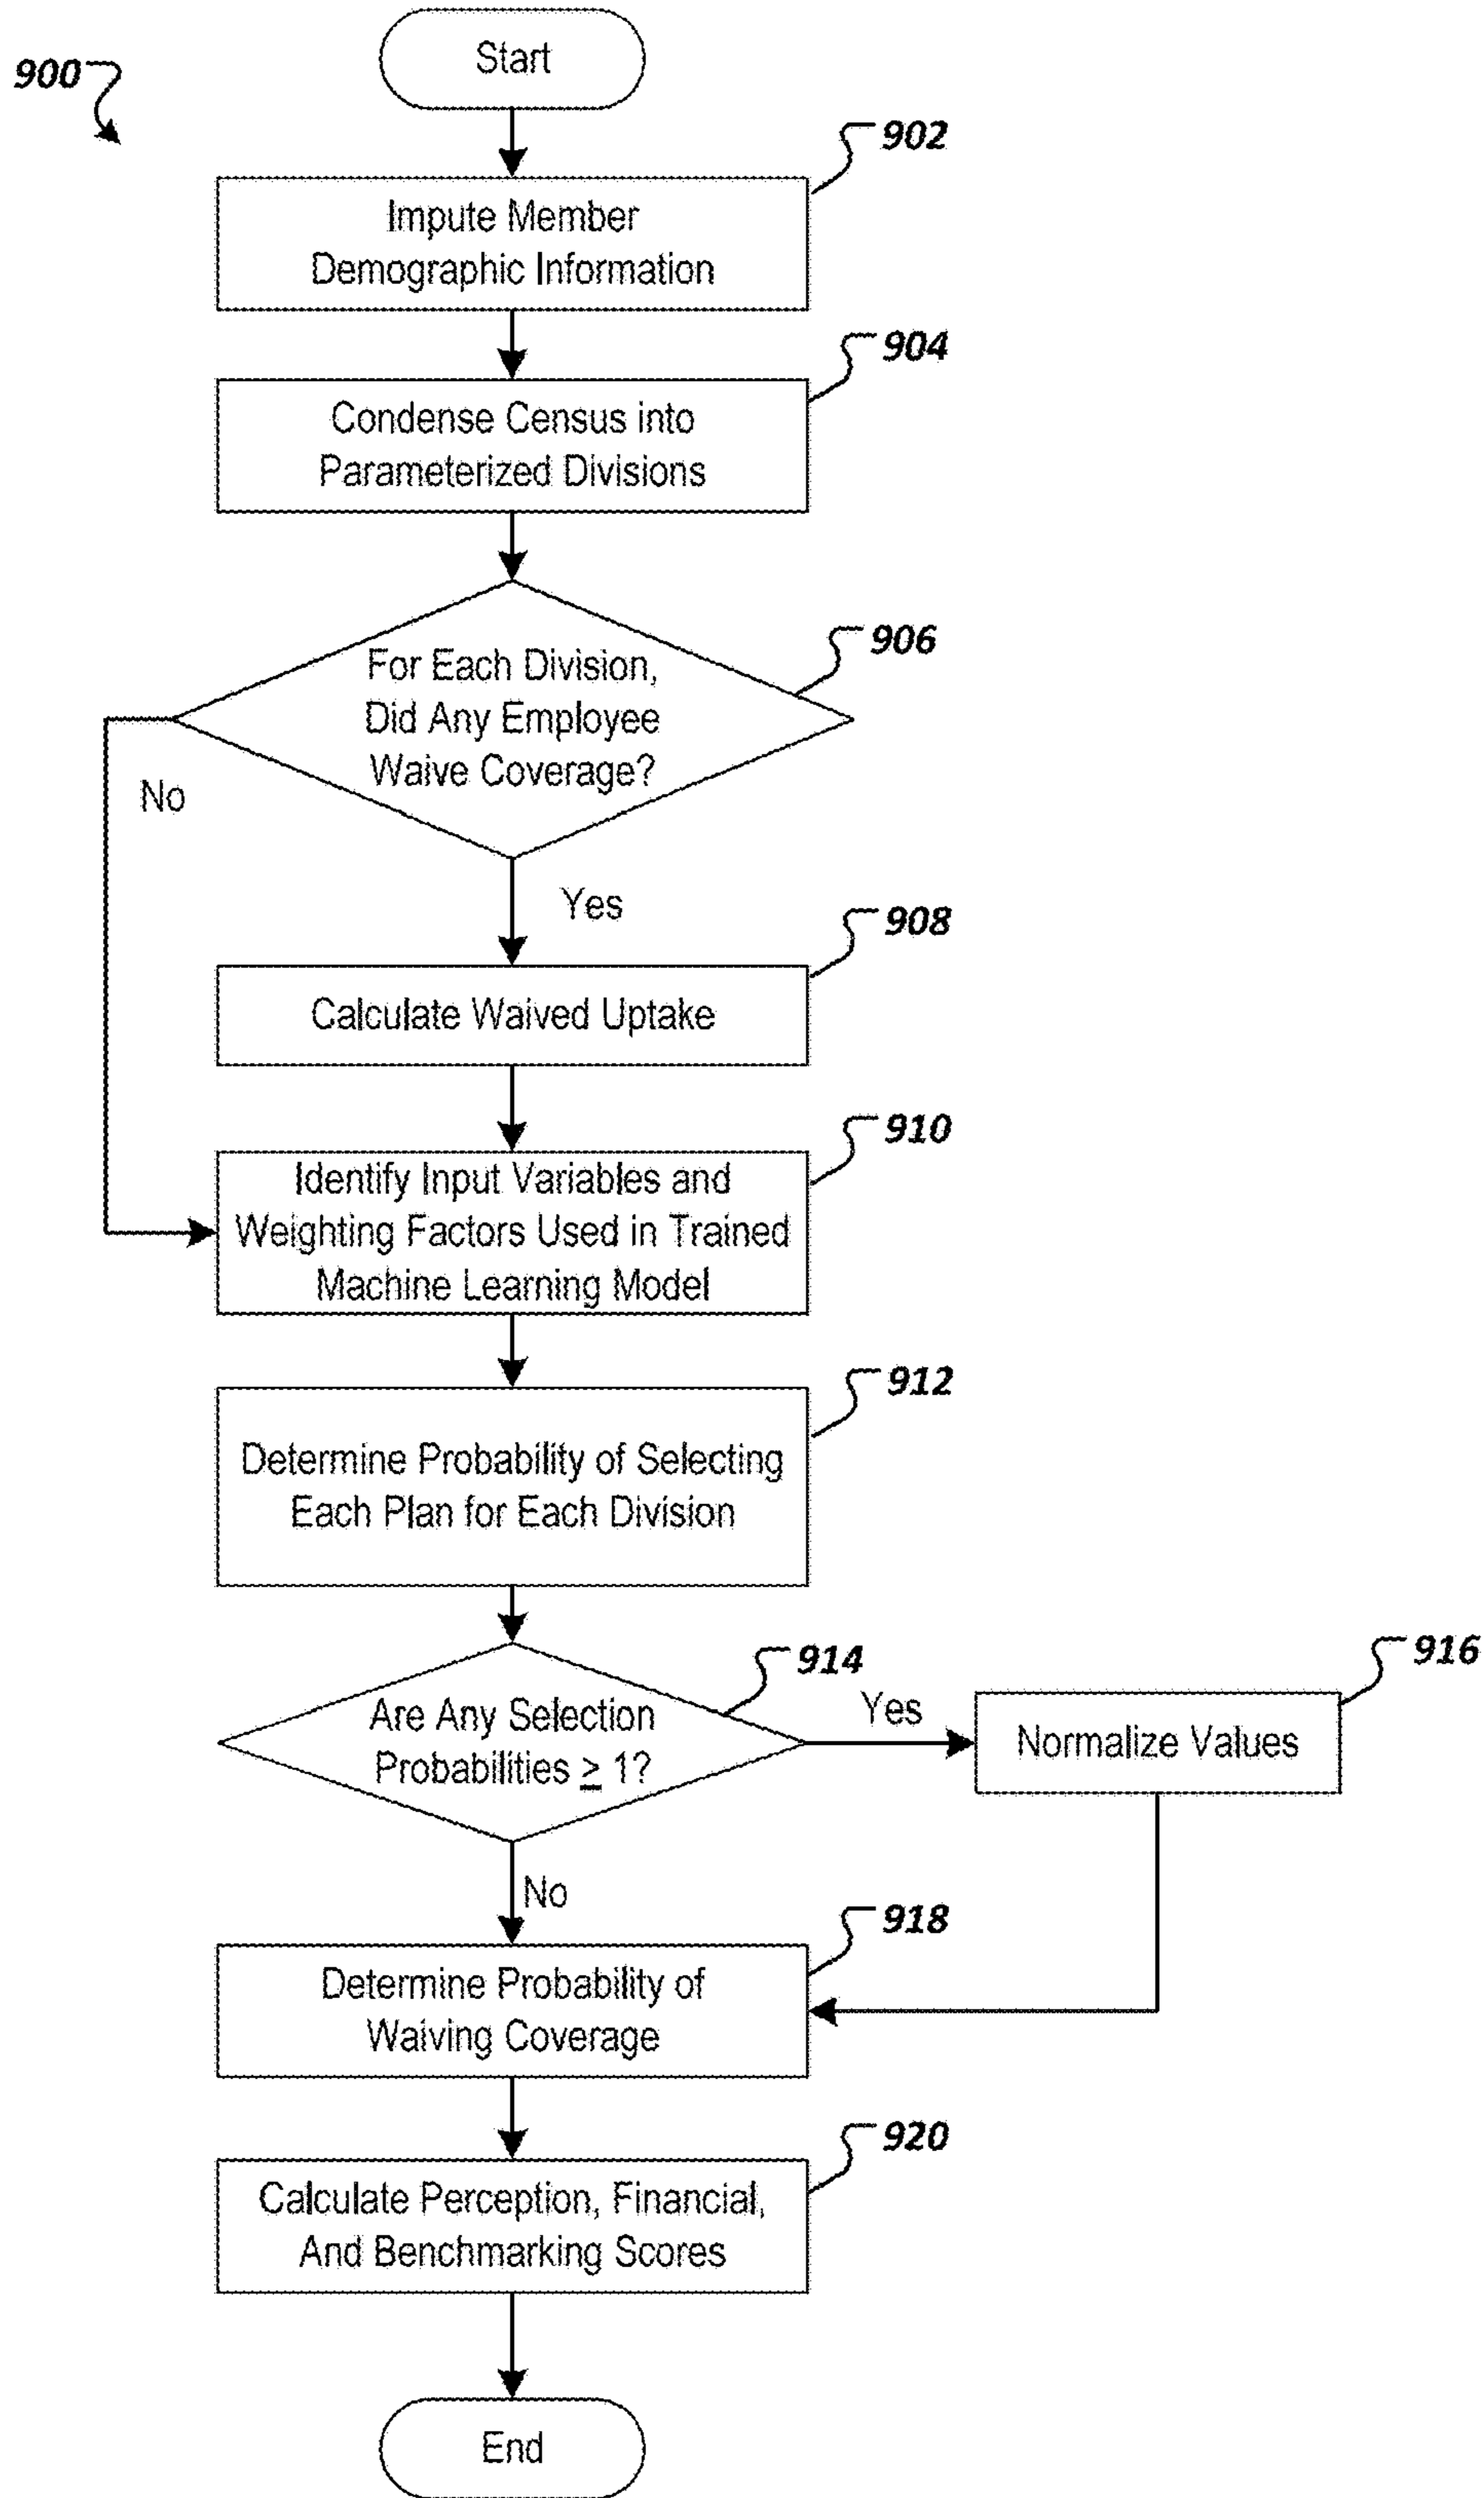 Start
900
902
Impute Member
Demographic Information
904
Condense Census into
Parameterized Divisions
906
For Each Division,
Did Any Employee
Waive Coverage?
No
Yes
908
Calculate Waived Uptake
910
Identify Input Variables and
Weighting Factors Used in Trained
Machine Learning Model
912
Determine Probability of Selecting
Each Plan for Each Division
914
916
Are Any Selection
Probabilities ≥ 1?
Yes
Normalize Values
No
918
Determine Probability of
Waiving Coverage
920
Calculate Perception, Financial,
And Benchmarking Scores
End